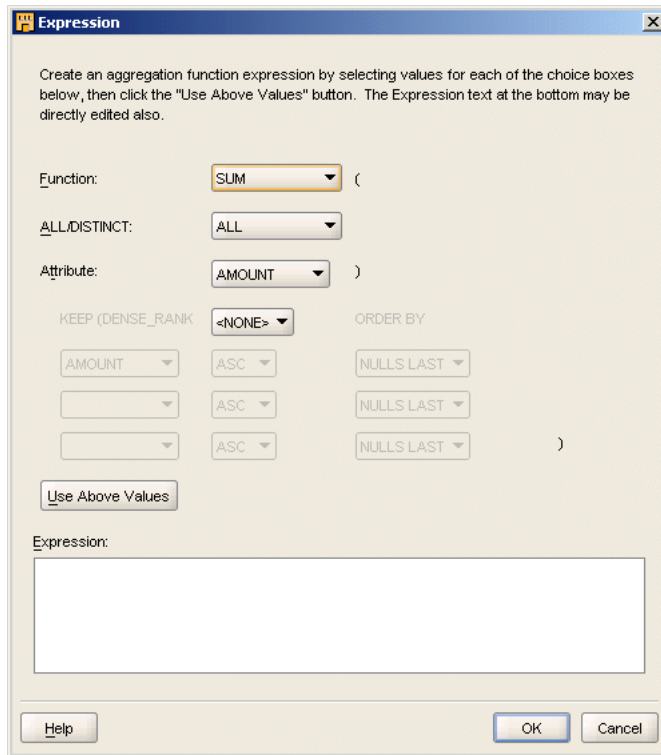 Expression
Create an aggregation function expression by selecting values for each of the choice boxes
below, then click the "Use Above Values" button. The Expression text at the bottom may be
directly edited also.
Function: SUM (
ALL/DISTINCT: ALL
Attribute: AMOUNT )
KEEP (DENSE_RANK <NONE> ORDER BY
AMOUNT ASC NULLS LAST
ASC NULLS LAST
ASC NULLS LAST )
Use Above Values
Expression:
Help OK Cancel